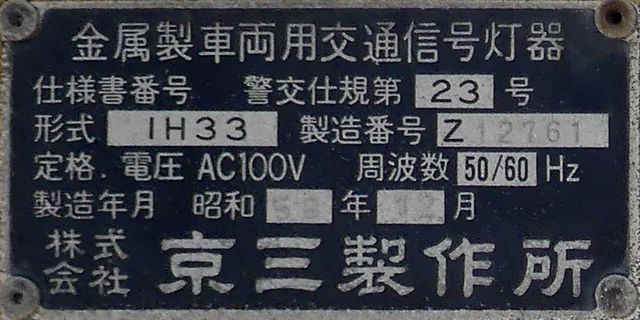 金属製車両用交通信号灯器
仕様書番号 警交仕規第 23 号
形式 1H33 製造番号 Z12761
定格.電圧 AC100V 周波数 50/60 Hz
製造年月 昭和 年 12 月
株式会社 京三製作所